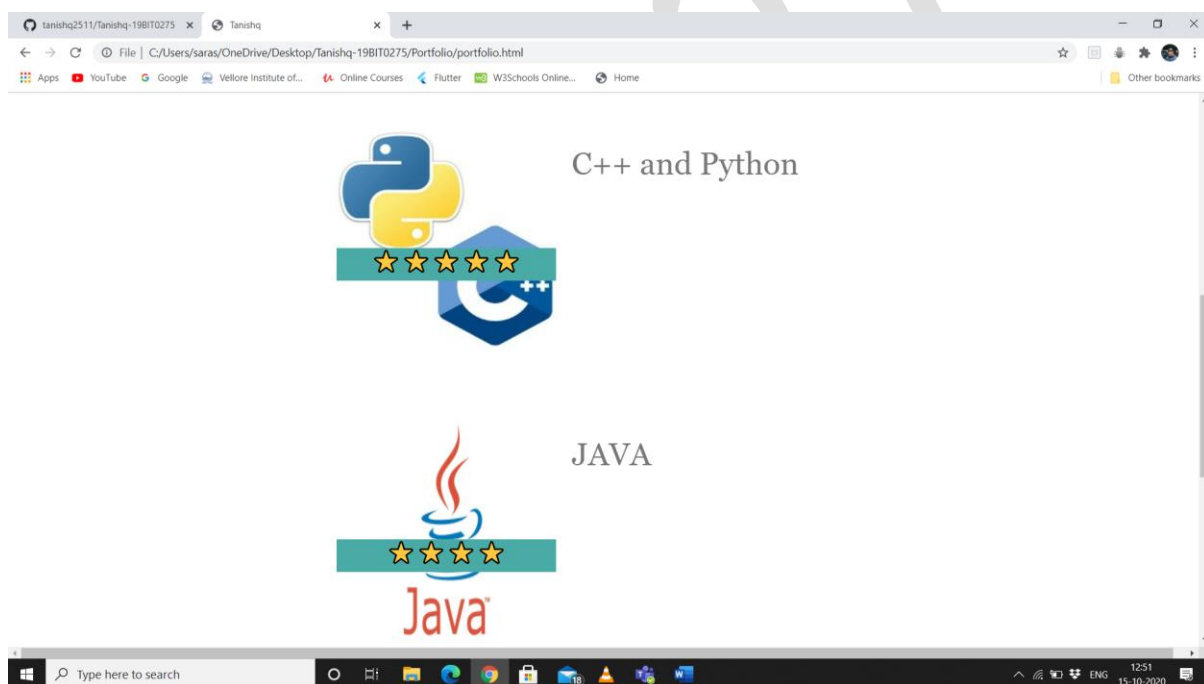 tanishq2511/Tanishq-19BIT0275
Tanishq
File | C:/Users/saras/OneDrive/Desktop/Tanishq-19BIT0275/Portfolio/portfolio.html
Apps YouTube Google Vellore Institute of... Online Courses Flutter W3Schools Online... Home Other bookmarks
C++ and Python
C ++
JAVA
Java™
Type here to search
18
ENG
12:51
15-10-2020